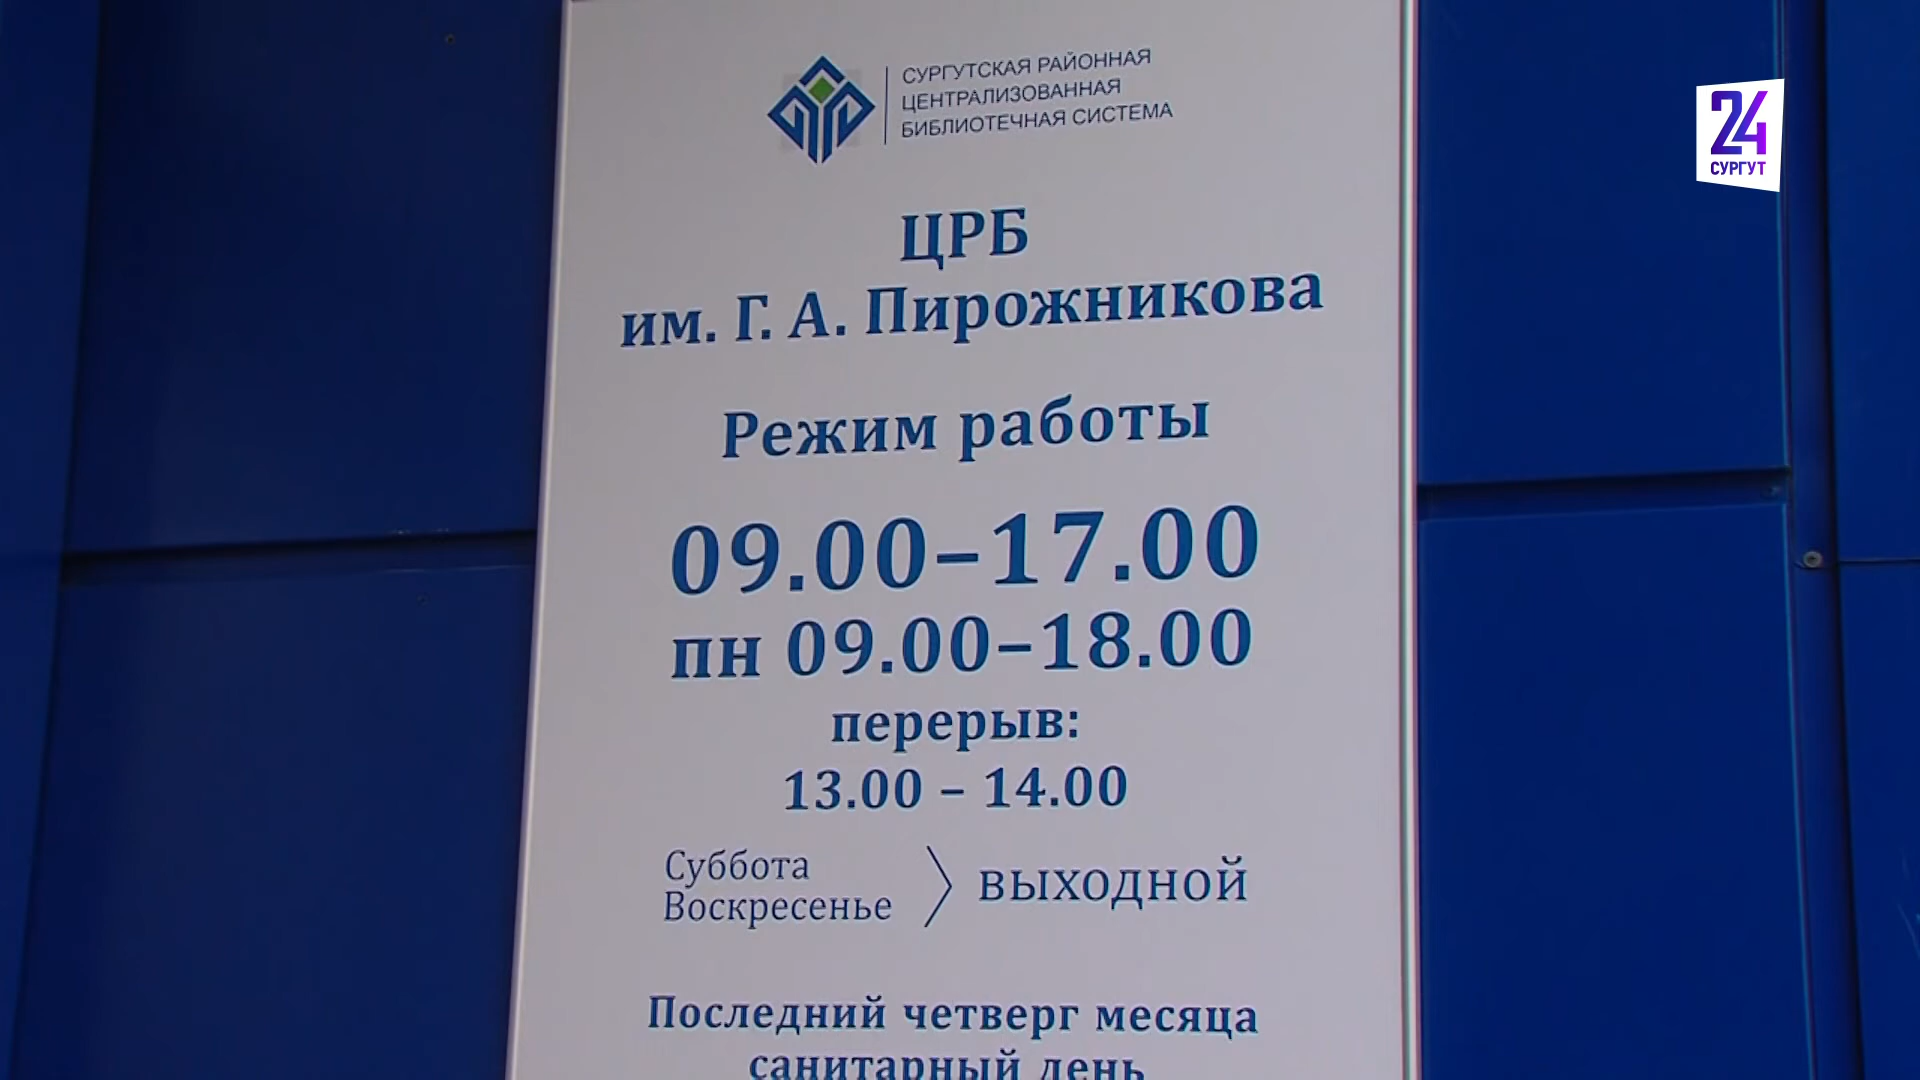 СУРГУТСКАЯ РАЙОННАЯ
ЦЕНТРАЛИЗОВАННАЯ
БИБЛИОТЕЧНАЯ СИСТЕМА
24
СУРГУТ
ЦРБ
им. Г. А. Пирожникова
Режим работы
09.00–17.00
пн 09.00–18.00
перерыв:
13.00 – 14.00
Суббота
Воскресенье
выходной
Последний четверг месяца
санитарный день